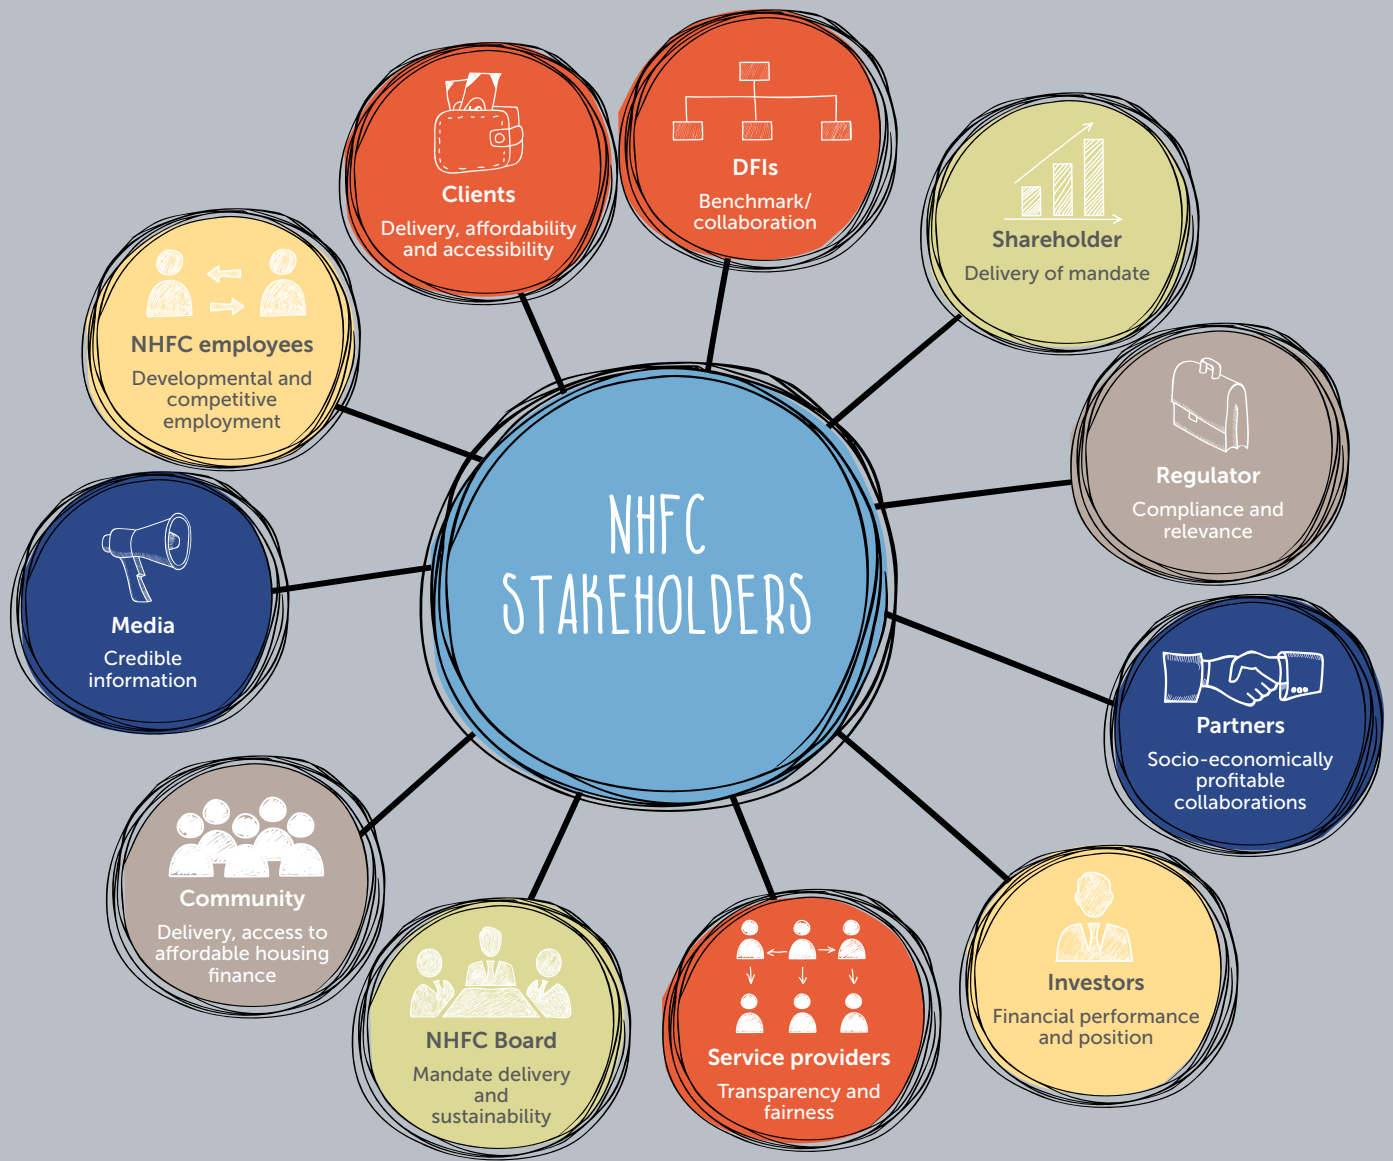 NHFC
STAKEHOLDERS
Clients
Delivery, affordability
and accessibility
DFIs
Benchmark/
collaboration
Shareholder
Delivery of mandate
Regulator
Compliance and
relevance
Partners
Socio-economically
profitable
collaborations
Investors
Financial performance
and position
Service providers
Transparency and
fairness
NHFC Board
Mandate delivery
and
sustainability
Community
Delivery, access to
affordable housing
finance
Media
Credible
information
NHFC employees
Developmental and
competitive
employment